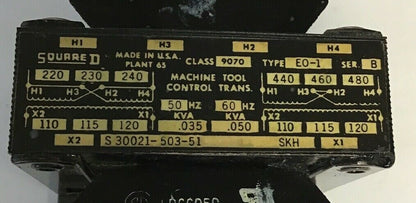 H1 H3 H2 H4
SQUARE D MADE IN U.S.A. PLANT 65 CLASS 9070 TYPE EO-1 SER. B
220 230 240 MACHINE TOOL CONTROL TRANS. 440 460 480
H1 H3 H2 H4 H1 H3 H2 H4
50 HZ 60 HZ
X2 X1 KVA KVA X2 X1
110 115 120 .035 .050 110 115 120
X2 S 30021-503-51 SKH X1